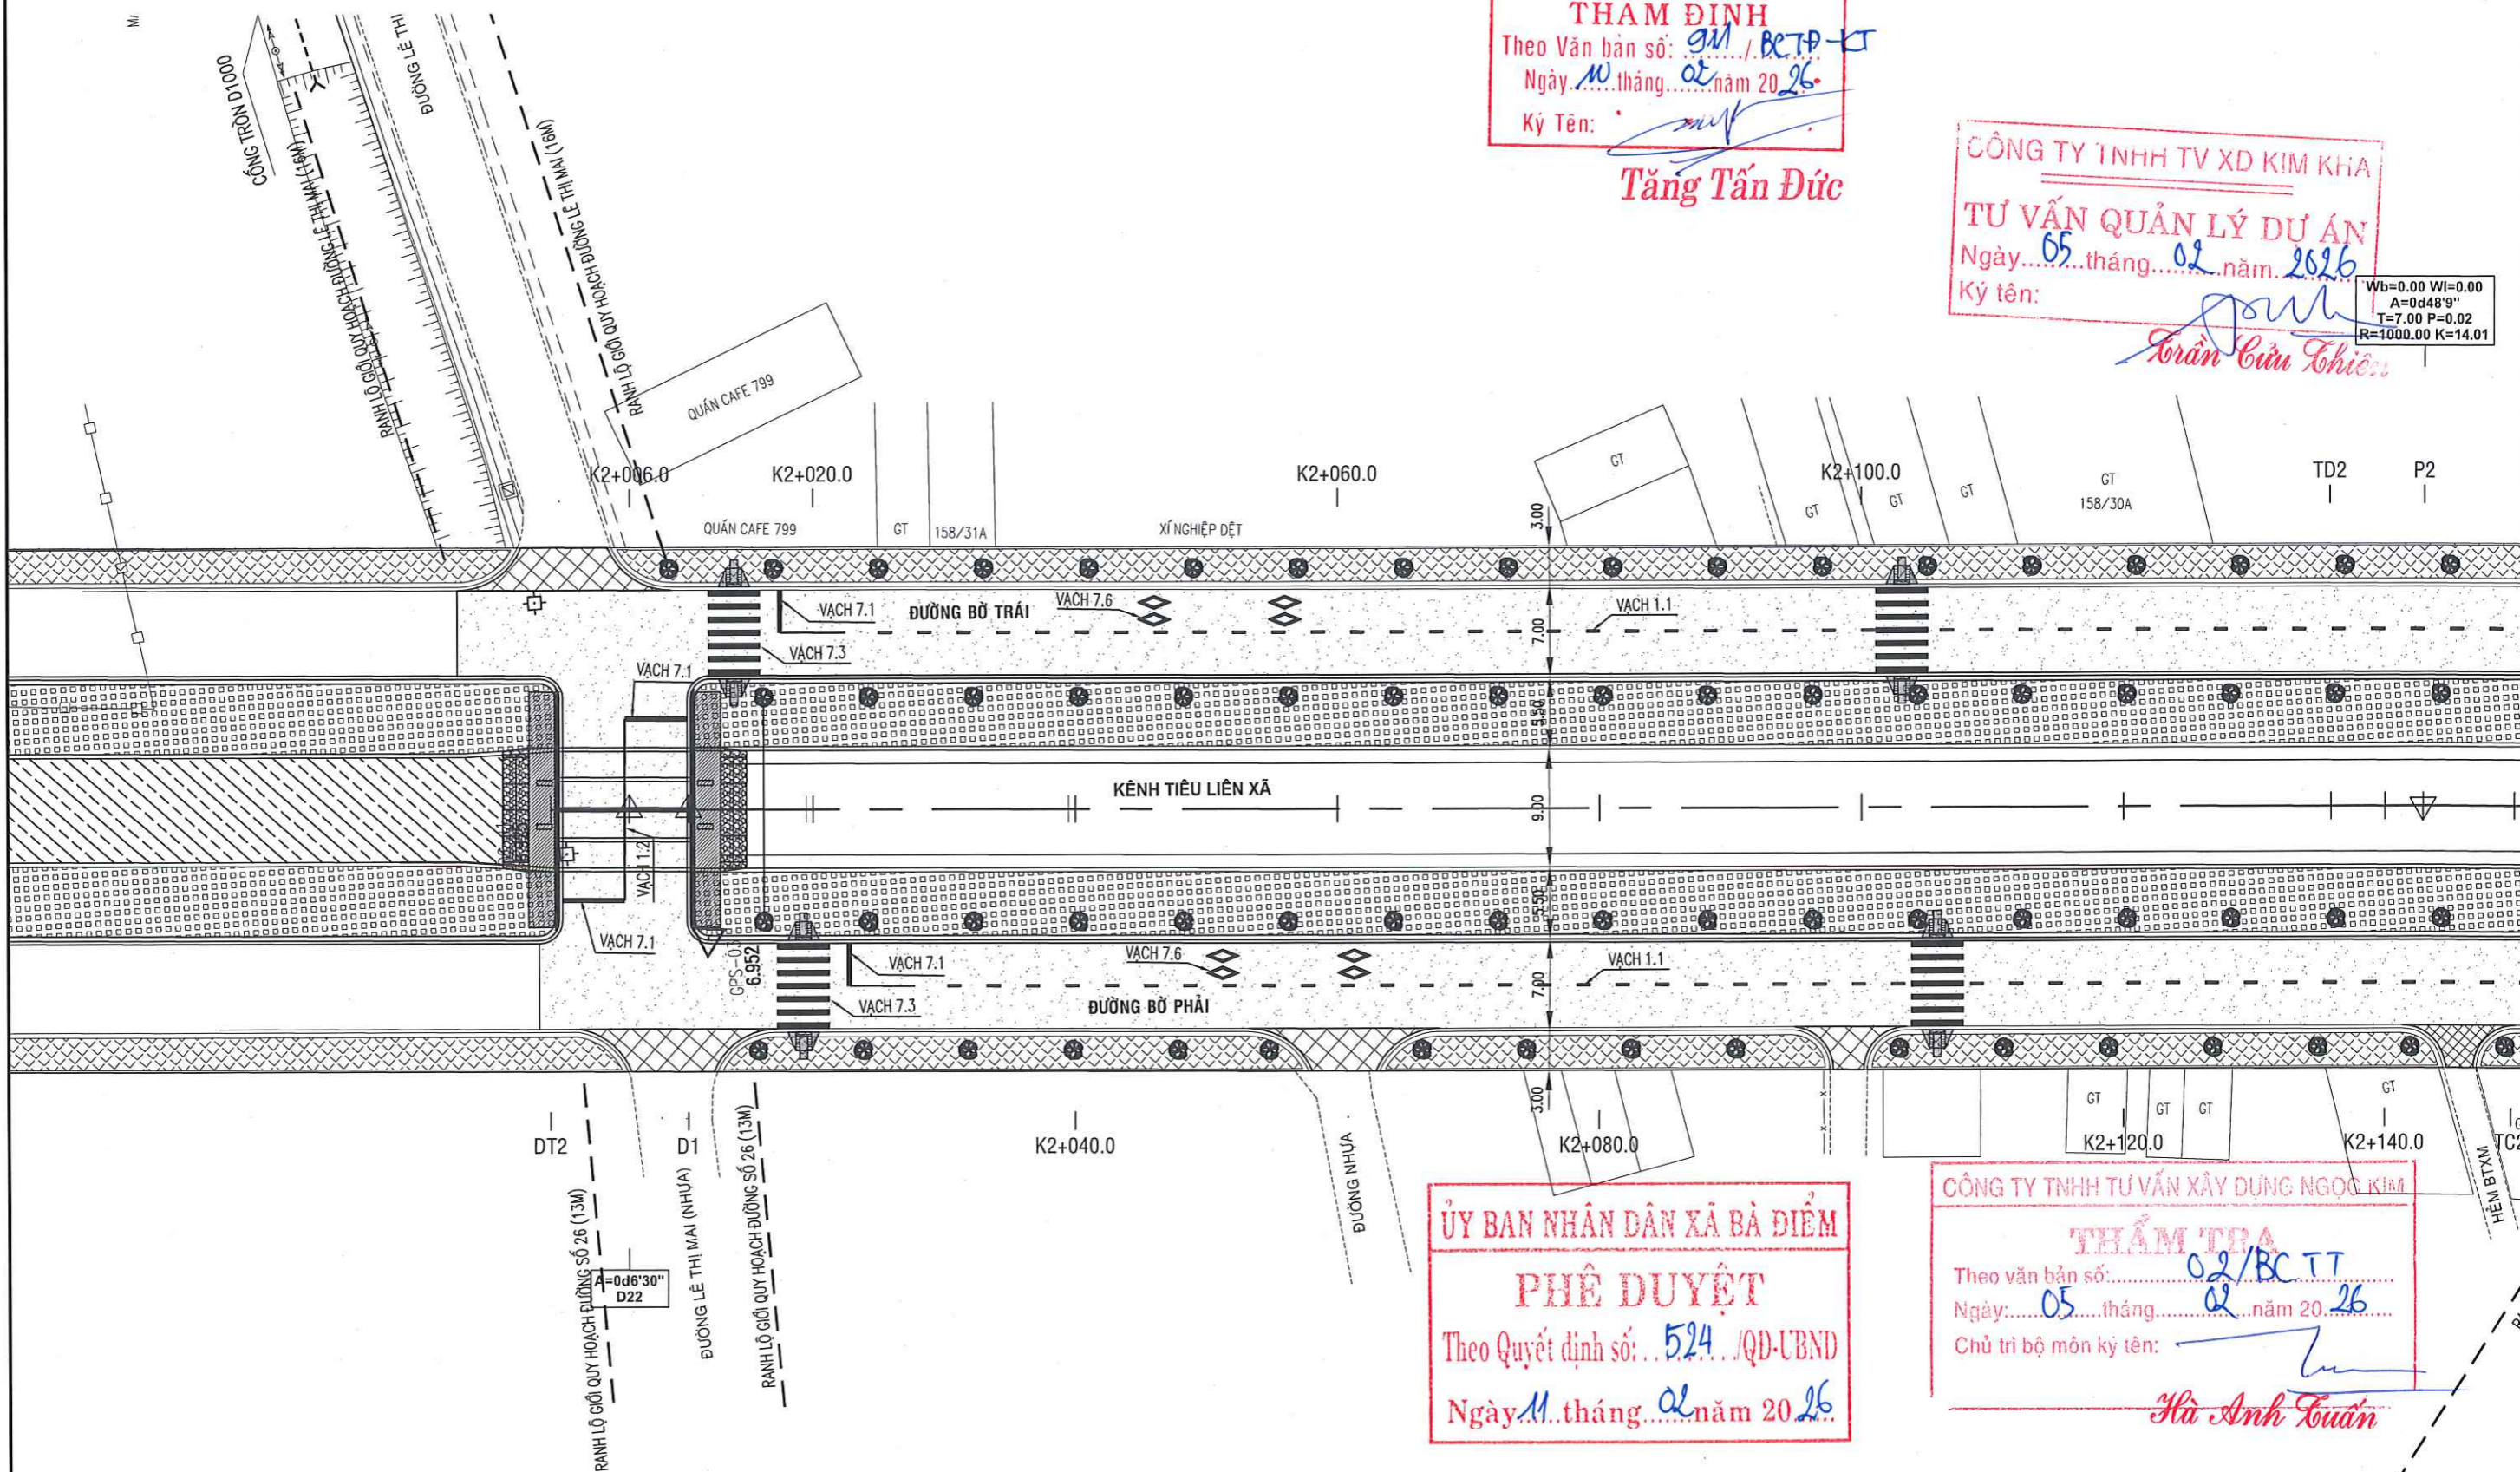 THẨM ĐỊNH
Theo Văn bản số: 911/BCTĐ-KT
Ngày 10 tháng 02 năm 2026
Ký Tên:
Tăng Tấn Đức
CÔNG TY TNHH TV XD KIM KHA
TƯ VẤN QUẢN LÝ DỰ ÁN
Ngày 05 tháng 02 năm 2026
Ký tên:
Trần Cửu Thiên
Wb=0.00 Wl=0.00
A=0d48'9"
T=7.00 P=0.02
R=1000.00 K=14.01
CỐNG TRÒN D1000
ĐƯỜNG LÊ THỊ
RANH LỘ GIỚI QUY HOẠCH ĐƯỜNG LÊ THỊ MAI (16M)
RANH LỘ GIỚI QUY HOẠCH ĐƯỜNG LÊ THỊ MAI (16M)
QUÁN CAFE 799
K2+006.0
K2+020.0
K2+060.0
K2+100.0
TD2
P2
GT
GT
GT
GT
GT
158/30A
QUÁN CAFE 799
GT
158/31A
XÍ NGHIỆP DỆT
3.00
VẠCH 7.1
ĐƯỜNG BỜ TRÁI
VẠCH 7.6
VẠCH 1.1
7.00
VẠCH 7.3
VẠCH 7.1
5.50
KÊNH TIÊU LIÊN XÃ
9.00
VẠCH 1.2
5.50
VẠCH 7.1
GPS-03
6.952
VẠCH 7.1
VẠCH 7.6
VẠCH 1.1
7.00
VẠCH 7.3
ĐƯỜNG BỜ PHẢI
3.00
GT
GT
GT
GT
DT2
D1
K2+040.0
K2+080.0
K2+120.0
K2+140.0
TC2
RANH LỘ GIỚI QUY HOẠCH ĐƯỜNG SỐ 26 (13M)
A=0d6'30"
D22
ĐƯỜNG LÊ THỊ MAI (NHỰA)
RANH LỘ GIỚI QUY HOẠCH ĐƯỜNG SỐ 26 (13M)
ĐƯỜNG NHỰA
HẺM BTXM
ỦY BAN NHÂN DÂN XÃ BÀ ĐIỂM
PHÊ DUYỆT
Theo Quyết định số: 524 /QĐ-UBND
Ngày 11 tháng 02 năm 2026
CÔNG TY TNHH TƯ VẤN XÂY DỰNG NGỌC KIM
THẨM TRA
Theo văn bản số: 02/BCTT
Ngày: 05 tháng 02 năm 2026
Chủ trì bộ môn ký tên:
Hà Anh Tuấn